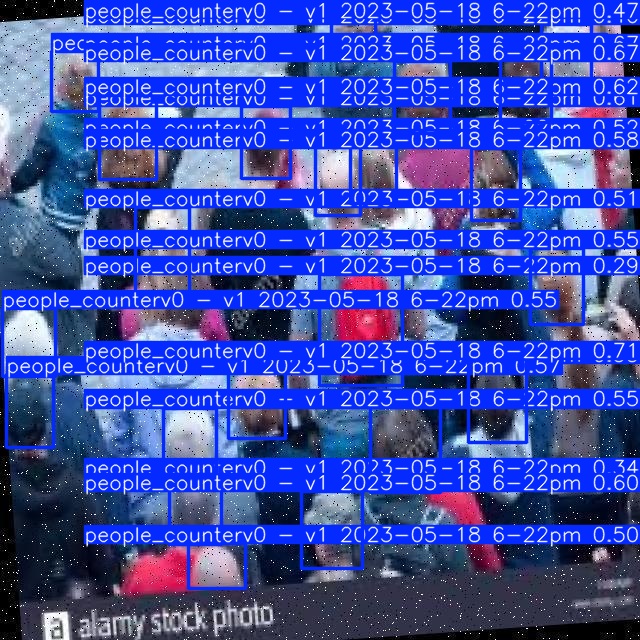 people_counterv0 - v1 2023-05-18 6-22pm 0.47
people_counterv0 - v1 2023-05-18 6-22pm 0.67
people_counterv0 - v1 2023-05-18 6-22pm 0.62
people_counterv0 - v1 2023-05-18 6-22pm 0.58
people_counterv0 - v1 2023-05-18 6-22pm 0.51
people_counterv0 - v1 2023-05-18 6-22pm 0.55
people_counterv0 - v1 2023-05-18 6-22pm 0.29
people_counterv0 - v1 2023-05-18 6-22pm 0.55
people_counterv0 - v1 2023-05-18 6-22pm 0.71
people_counterv0 - v1 2023-05-18 6-22pm 0.57
people_counterv0 - v1 2023-05-18 6-22pm 0.55
people_counterv0 - v1 2023-05-18 6-22pm 0.34
people_counterv0 - v1 2023-05-18 6-22pm 0.60
people_counterv0 - v1 2023-05-18 6-22pm 0.50
a alamy stock photo